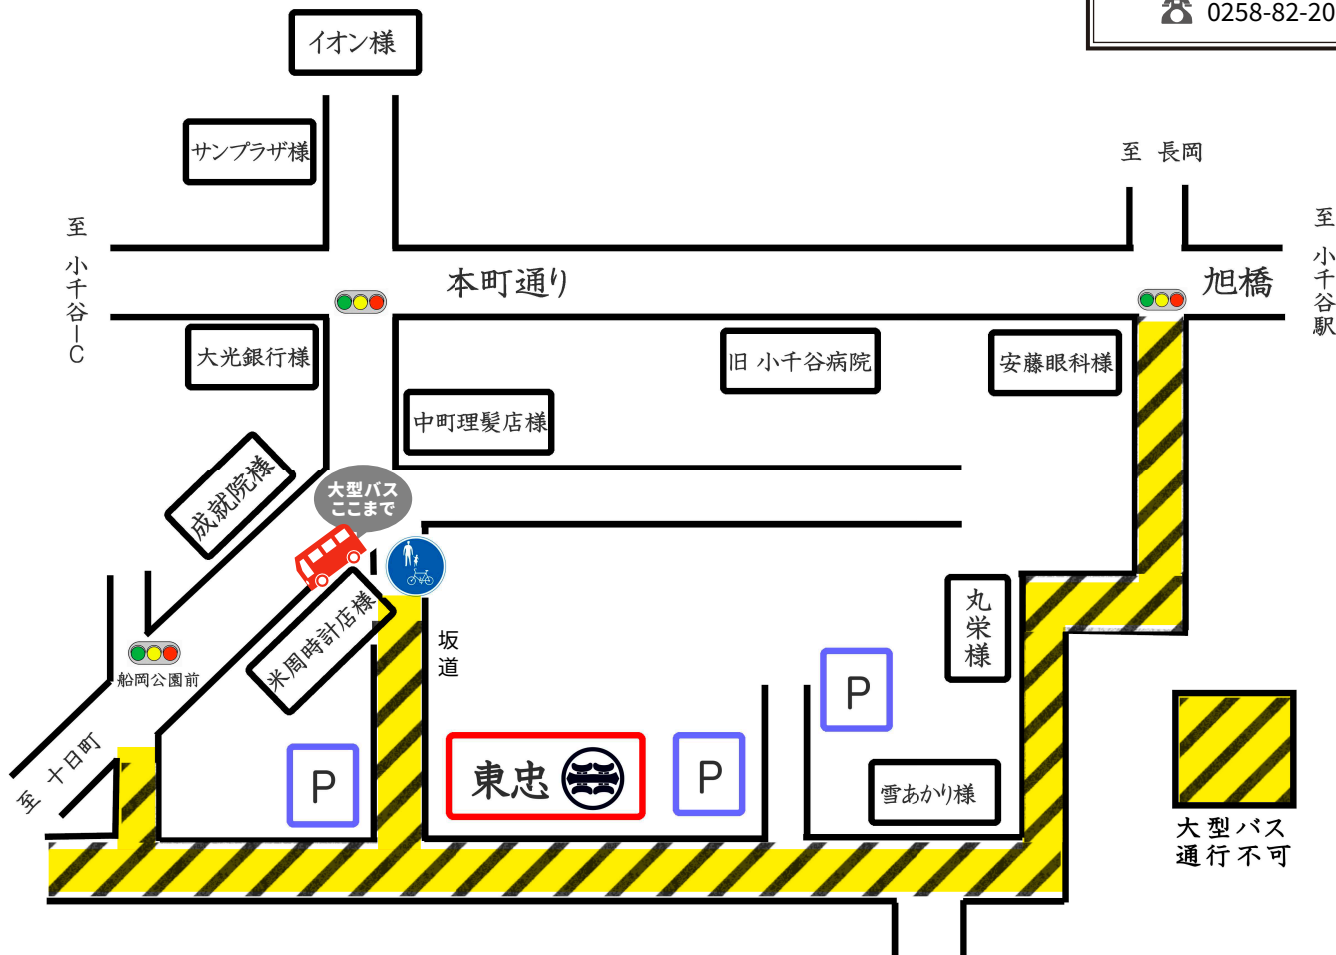 0258-82-20
イオン様
サンプラザ様
至 長岡
至 小千谷IC
至 小千谷駅
本町通り
旭橋
大光銀行様
旧 小千谷病院
安藤眼科様
中町理髪店様
成就院様
大型バス
ここまで
米周時計店様
坂道
丸栄様
船岡公園前
至 十日町
P
P
P
東忠
雪あかり様
大型バス
通行不可